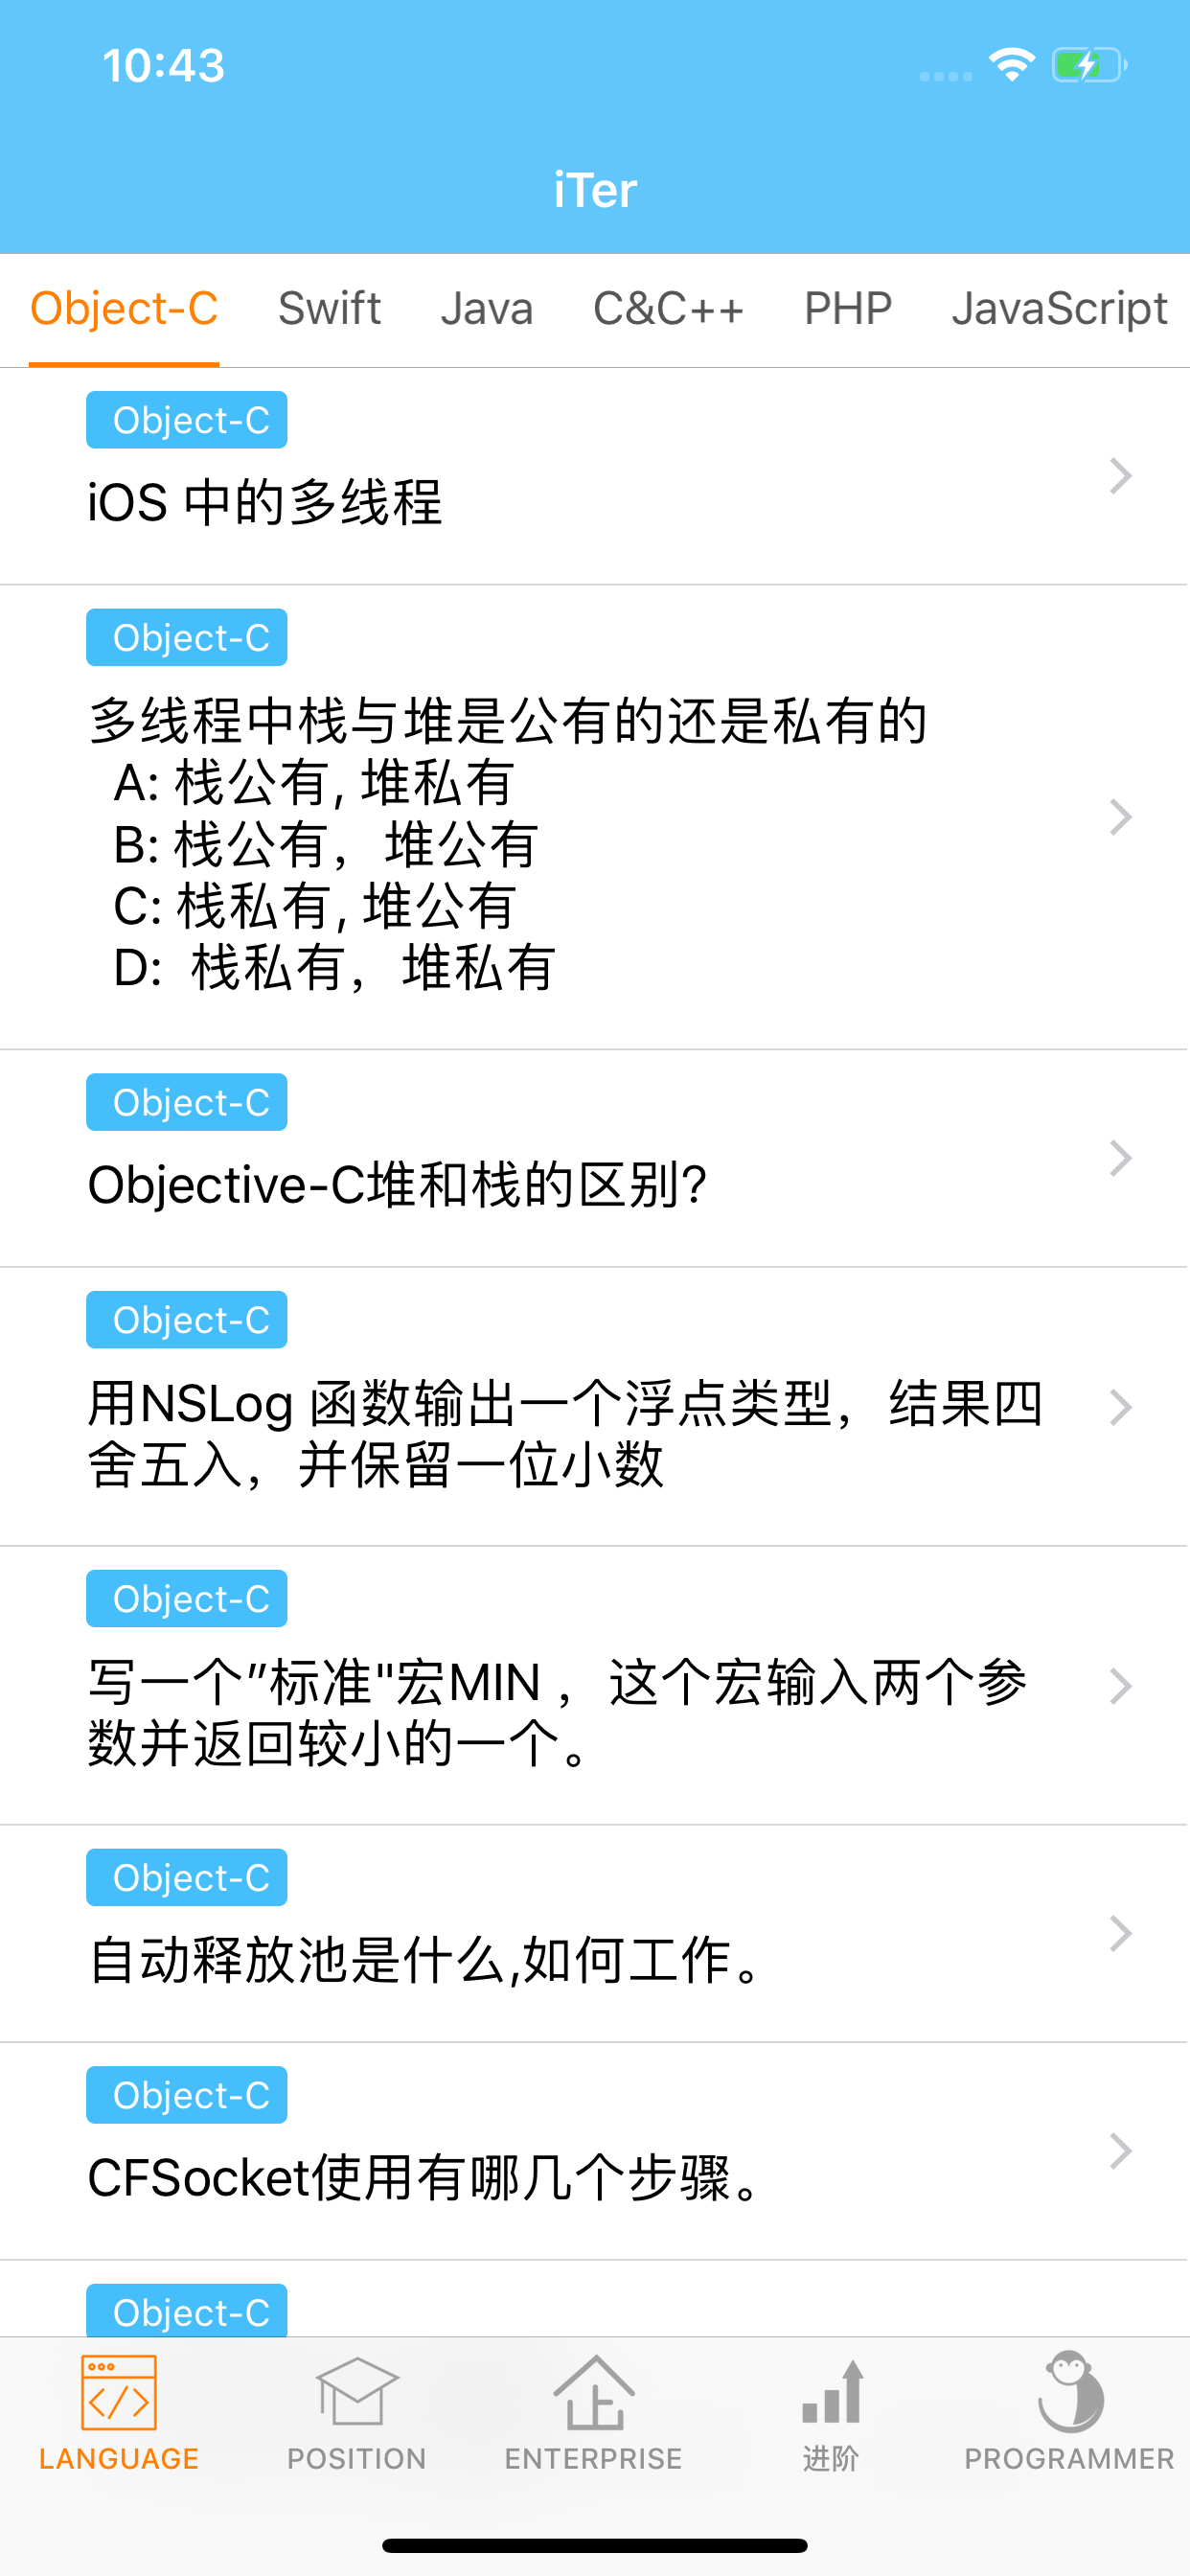 10:43
iTer
Object-C Swift Java C&C++ PHP JavaScript
Object-C
iOS 中的多线程
Object-C
多线程中栈与堆是公有的还是私有的
A: 栈公有, 堆私有
B: 栈公有，堆公有
C: 栈私有, 堆公有
D: 栈私有，堆私有
Object-C
Objective-C堆和栈的区别?
Object-C
用NSLog 函数输出一个浮点类型，结果四
舍五入，并保留一位小数
Object-C
写一个”标准"宏MIN ，这个宏输入两个参
数并返回较小的一个。
Object-C
自动释放池是什么,如何工作。
Object-C
CFSocket使用有哪几个步骤。
Object-C
LANGUAGE POSITION ENTERPRISE 进阶 PROGRAMMER